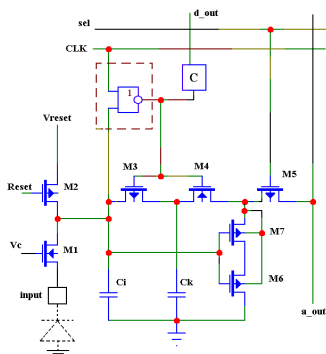 d_out
sel
CLK
C
1
Vreset
M3
M4
M5
Reset
M2
M7
Vc
M1
Ci
Ck
M6
input
a_out